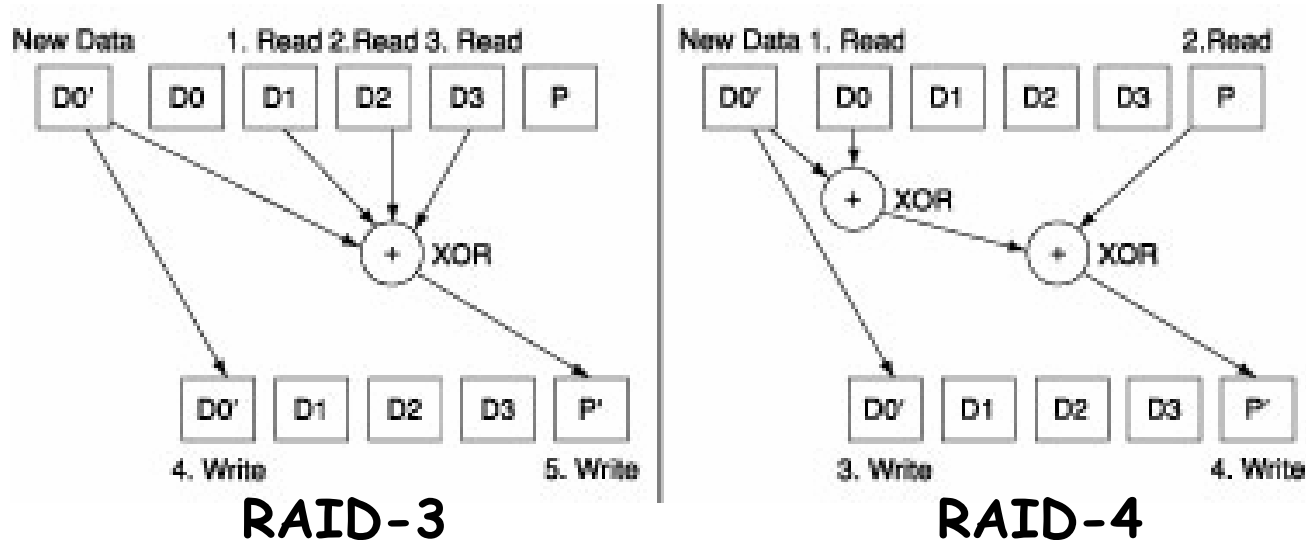 New Data 1. Read 2.Read 3. Read
D0' D0 D1 D2 D3 P
+ XOR
D0' D1 D2 D3 P'
4. Write 5. Write
RAID-3
New Data 1. Read 2.Read
D0' D0 D1 D2 D3 P
+ XOR
+ XOR
D0' D1 D2 D3 P'
3. Write 4. Write
RAID-4